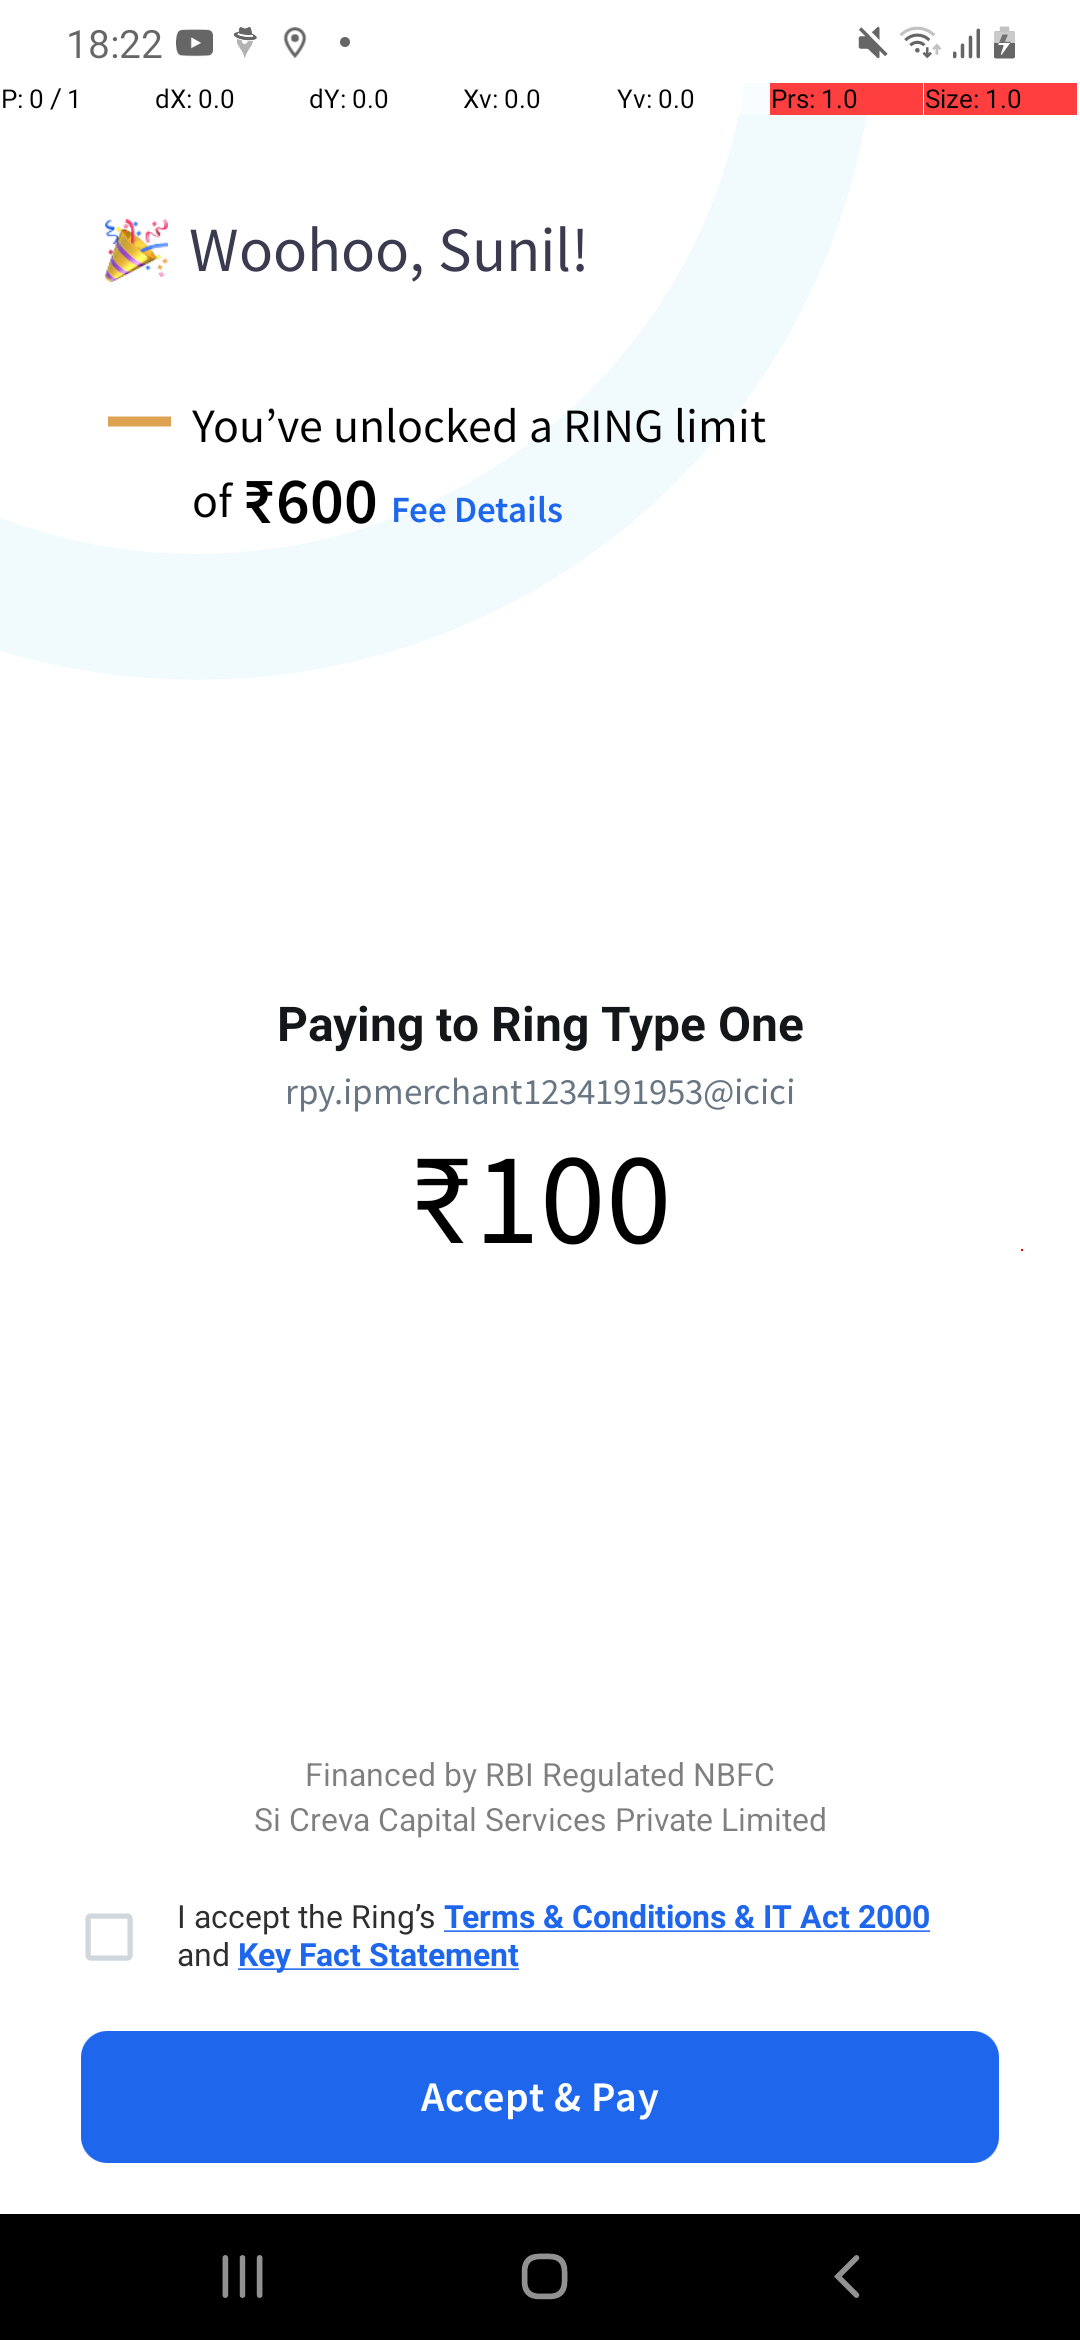 18:22
P: 0 / 1 dX: 0.0 dY: 0.0 Xv: 0.0 Yv: 0.0 Prs: 1.0 Size: 1.0
Woohoo, Sunil!
You’ve unlocked a RING limit
of ₹600 Fee Details
Paying to Ring Type One
rpy.ipmerchant1234191953@icici
₹100
Financed by RBI Regulated NBFC
Si Creva Capital Services Private Limited
I accept the Ring’s Terms & Conditions & IT Act 2000
and Key Fact Statement
Accept & Pay